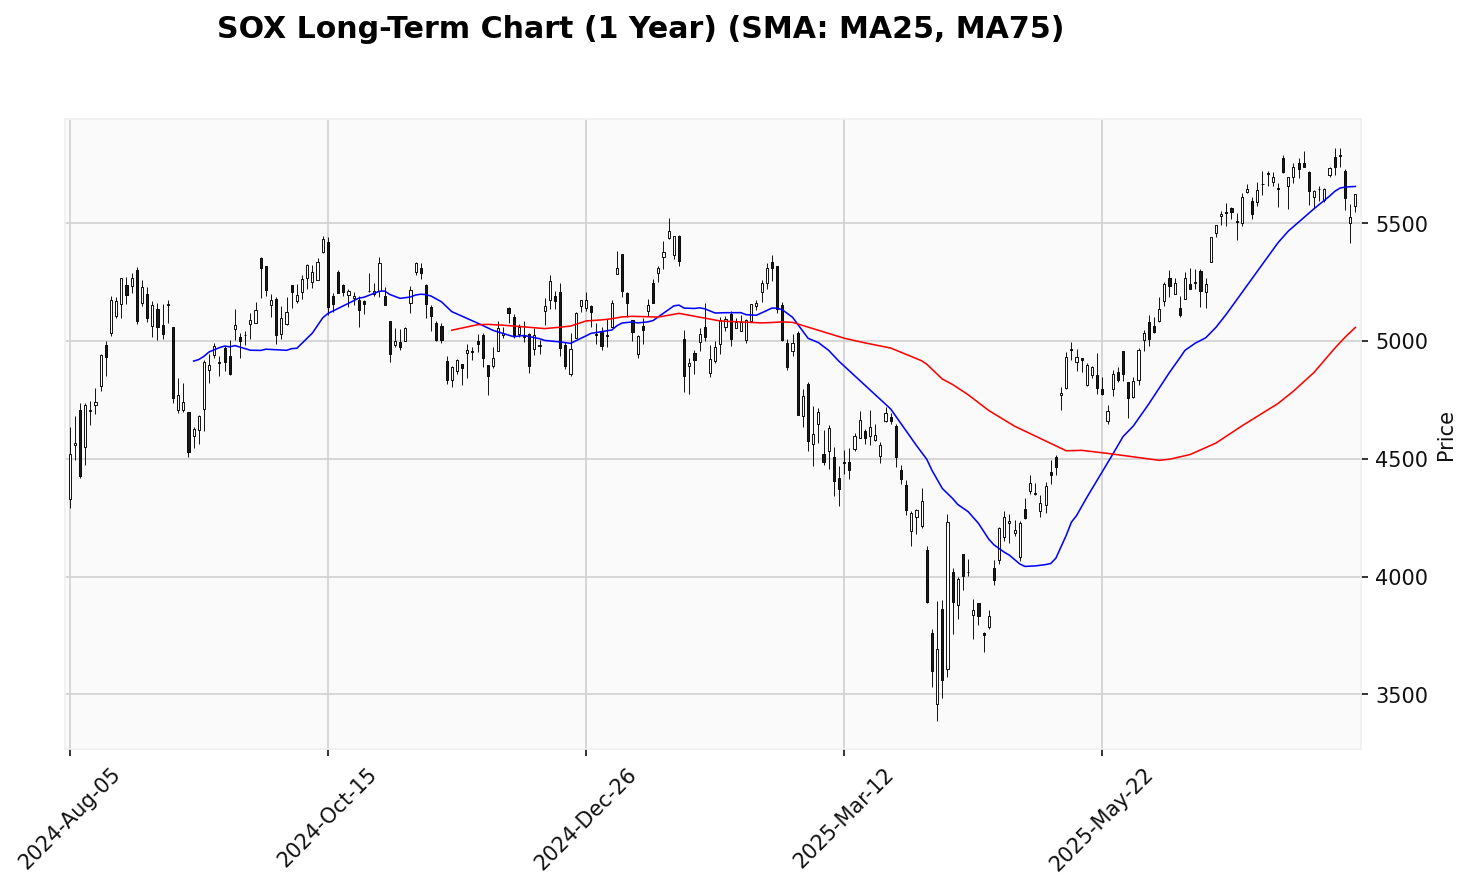 SOX Long-Term Chart (1 Year) (SMA: MA25, MA75)
5500
5000
4500
4000
3500
Price
2024-Aug-05
2024-Oct-15
2024-Dec-26
2025-Mar-12
2025-May-22